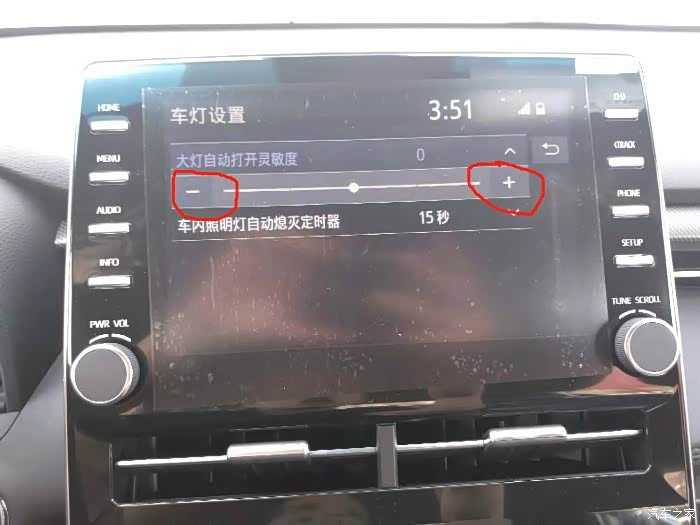 HOME
MENU
AUDIO
INFO
PWR VOL
车灯设置
3:51
大灯自动打开灵敏度
0
车内照明灯自动熄灭定时器
15 秒
TRACK
PHONE
SETUP
TUNE SCROLL
汽车之家